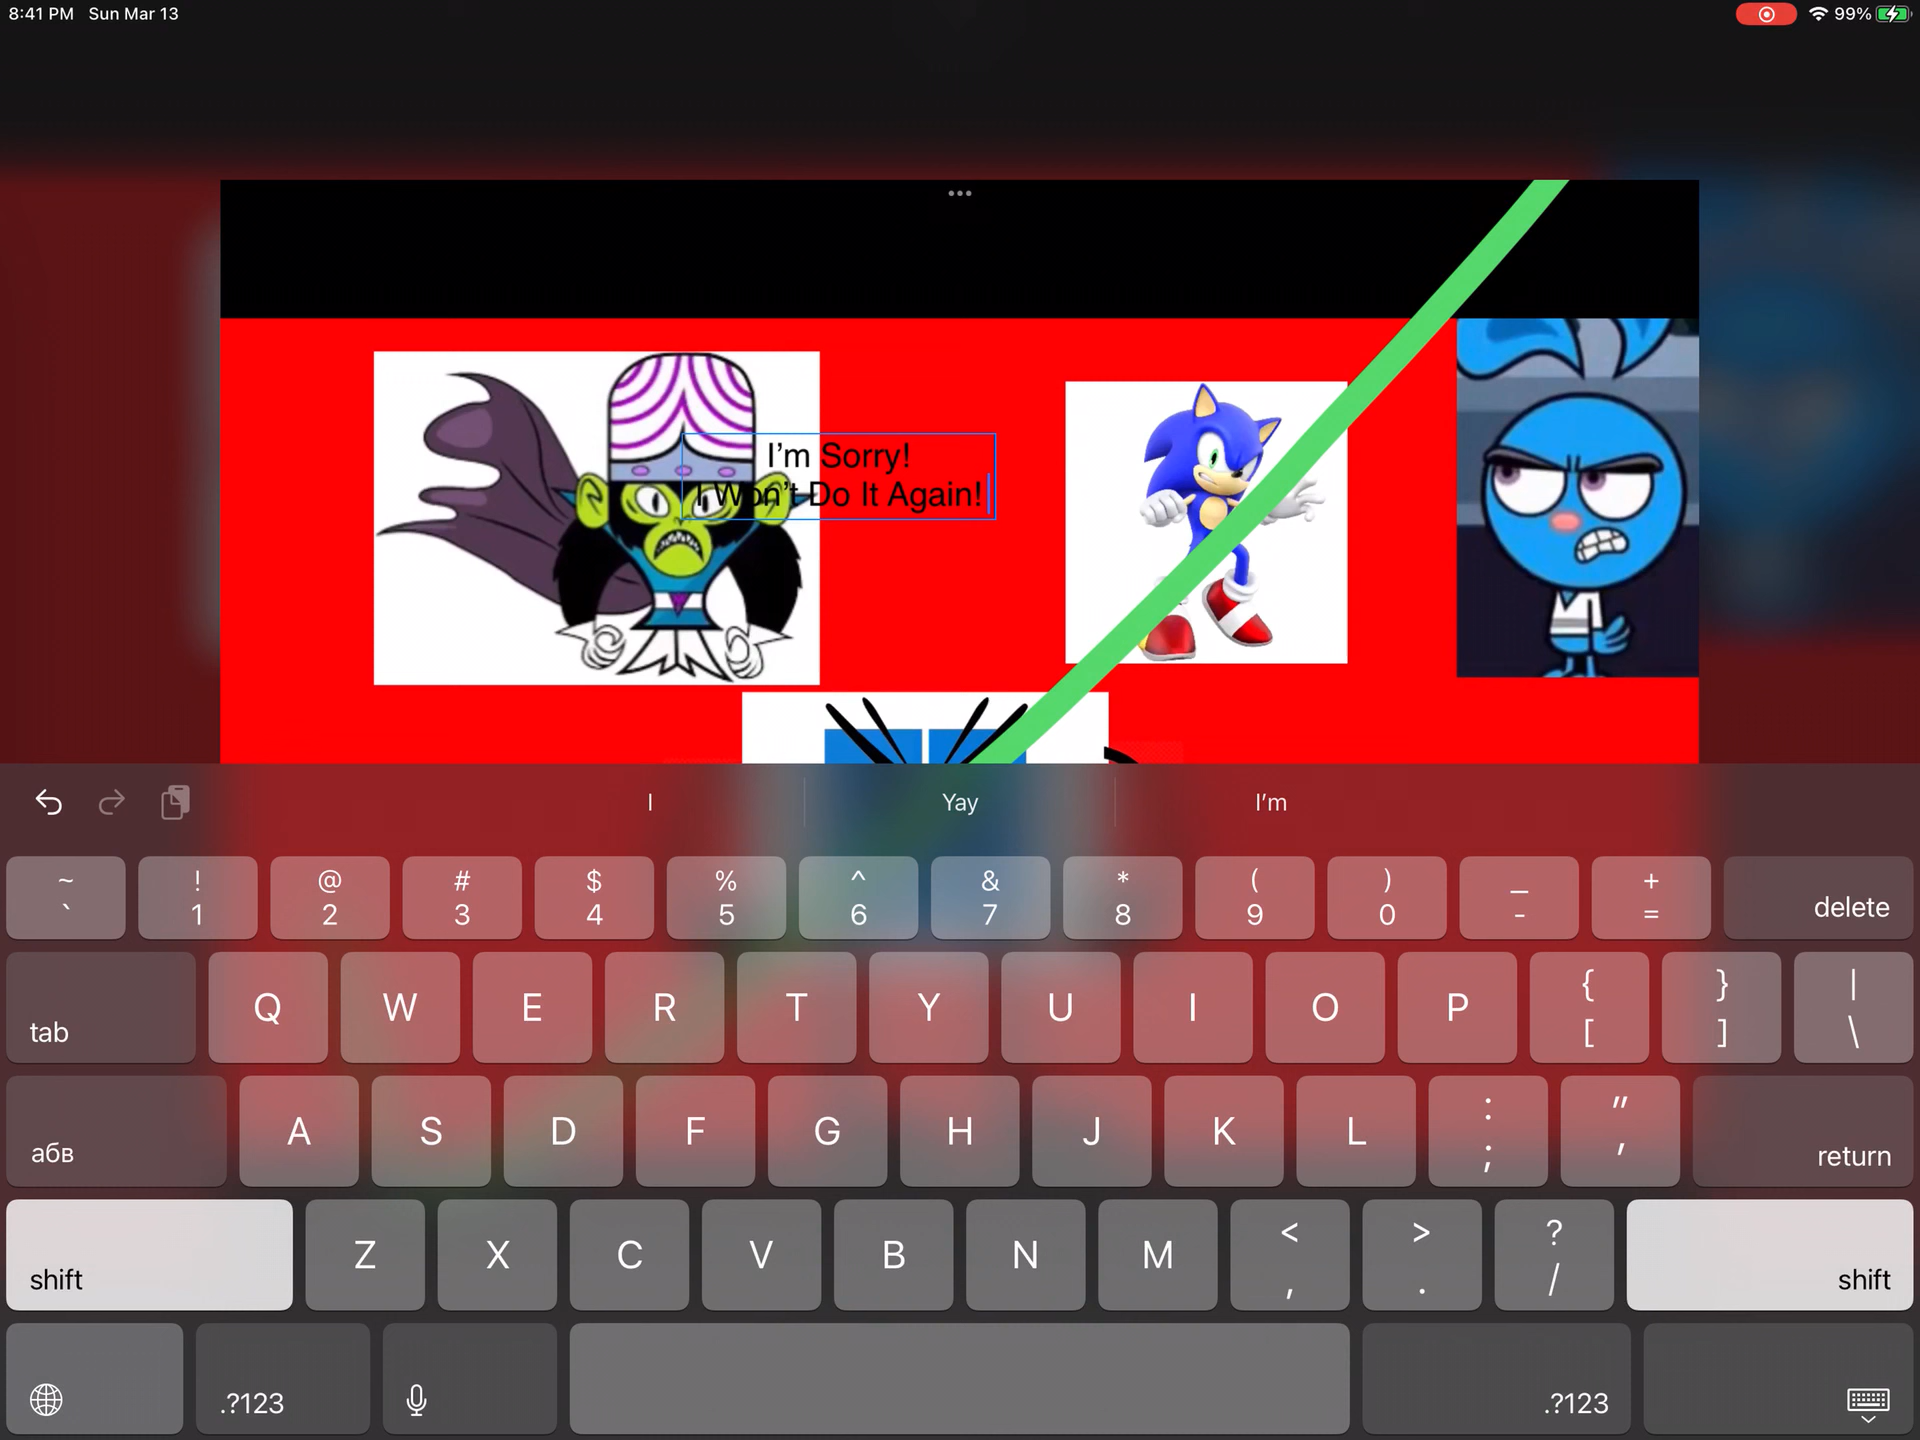 8:41 PM Sun Mar 13
99%
I'm Sorry!
I Won't Do It Again!
I Yay I'm
~ ! @ # $ % ^ & * ( ) _ +
` 1 2 3 4 5 6 7 8 9 0 - = delete
tab Q W E R T Y U I O P { [ } ] | \
абв A S D F G H J K L : ; " ' return
shift Z X C V B N M < , > . ? / shift
.?123 .?123